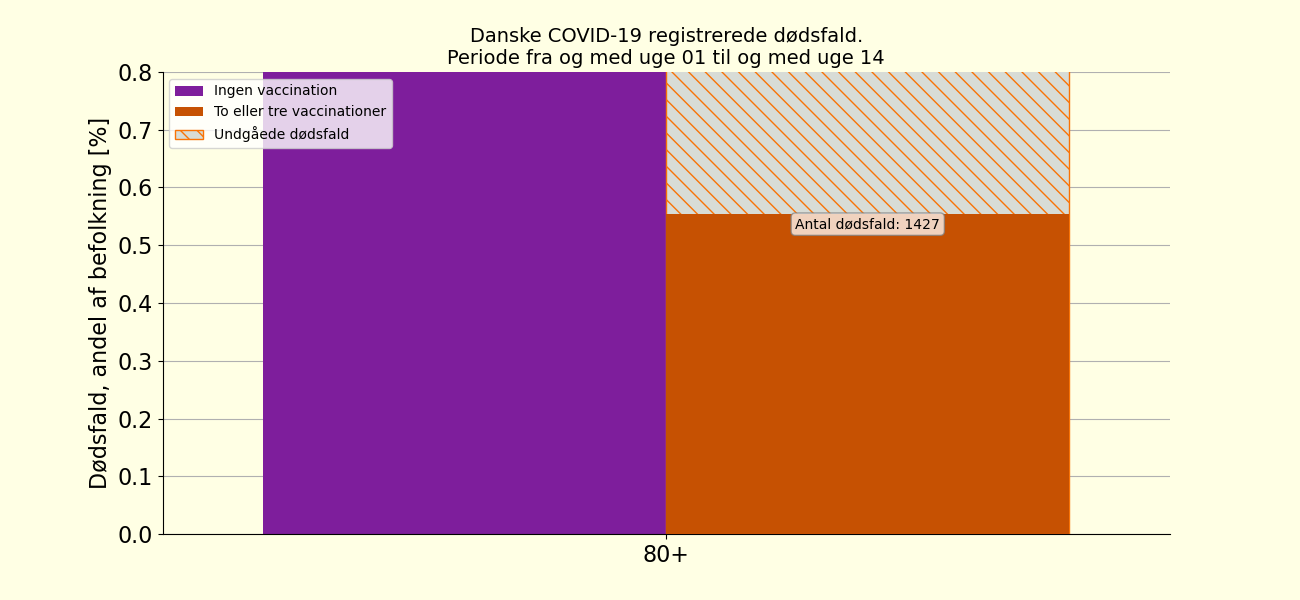 Danske COVID-19 registrerede dødsfald.
Periode fra og med uge 01 til og med uge 14
Ingen vaccination
To eller tre vaccinationer
Undgåede dødsfald
Dødsfald, andel af befolkning [%]
0.8
0.7
0.6
0.5
0.4
0.3
0.2
0.1
0.0
Antal dødsfald: 1427
80+